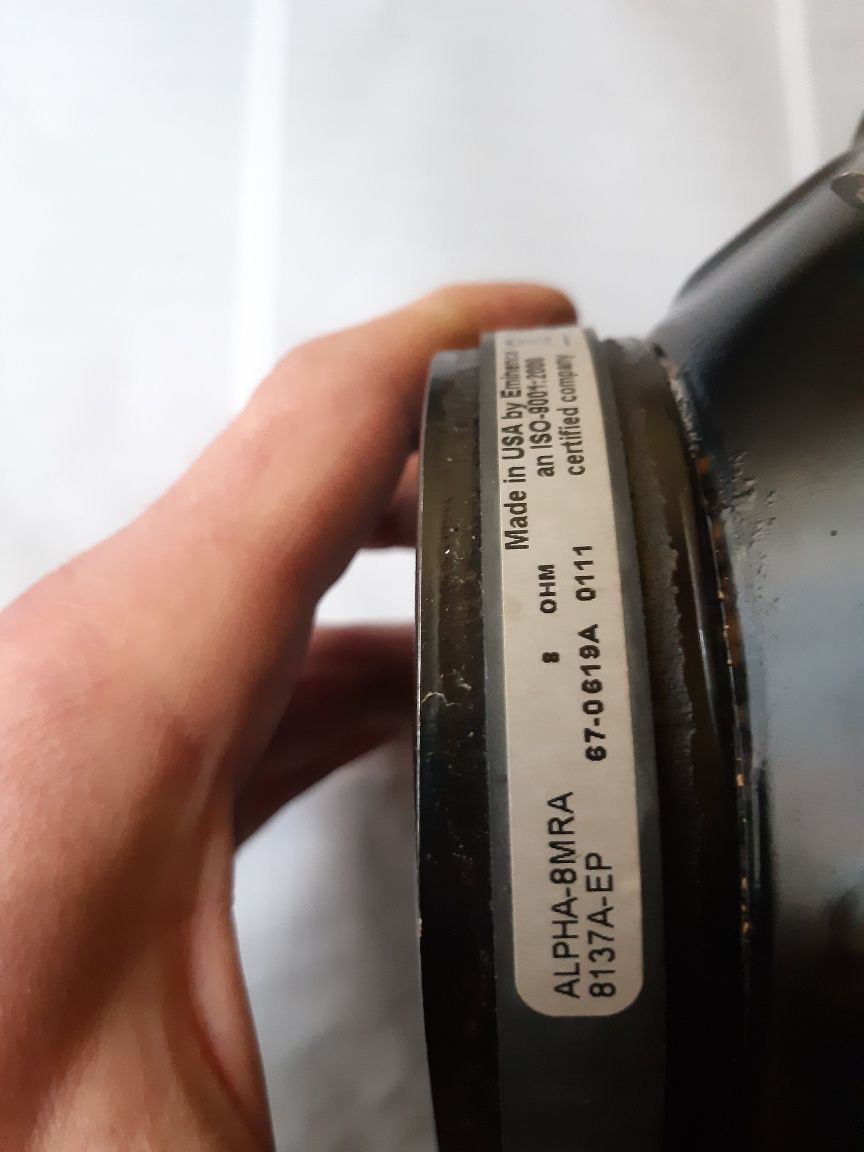 ALPHA-8MRA
8137A-EP
8 OHM
67-0619A 0111
Made in USA by Eminence
an ISO-9001:2008
certified company